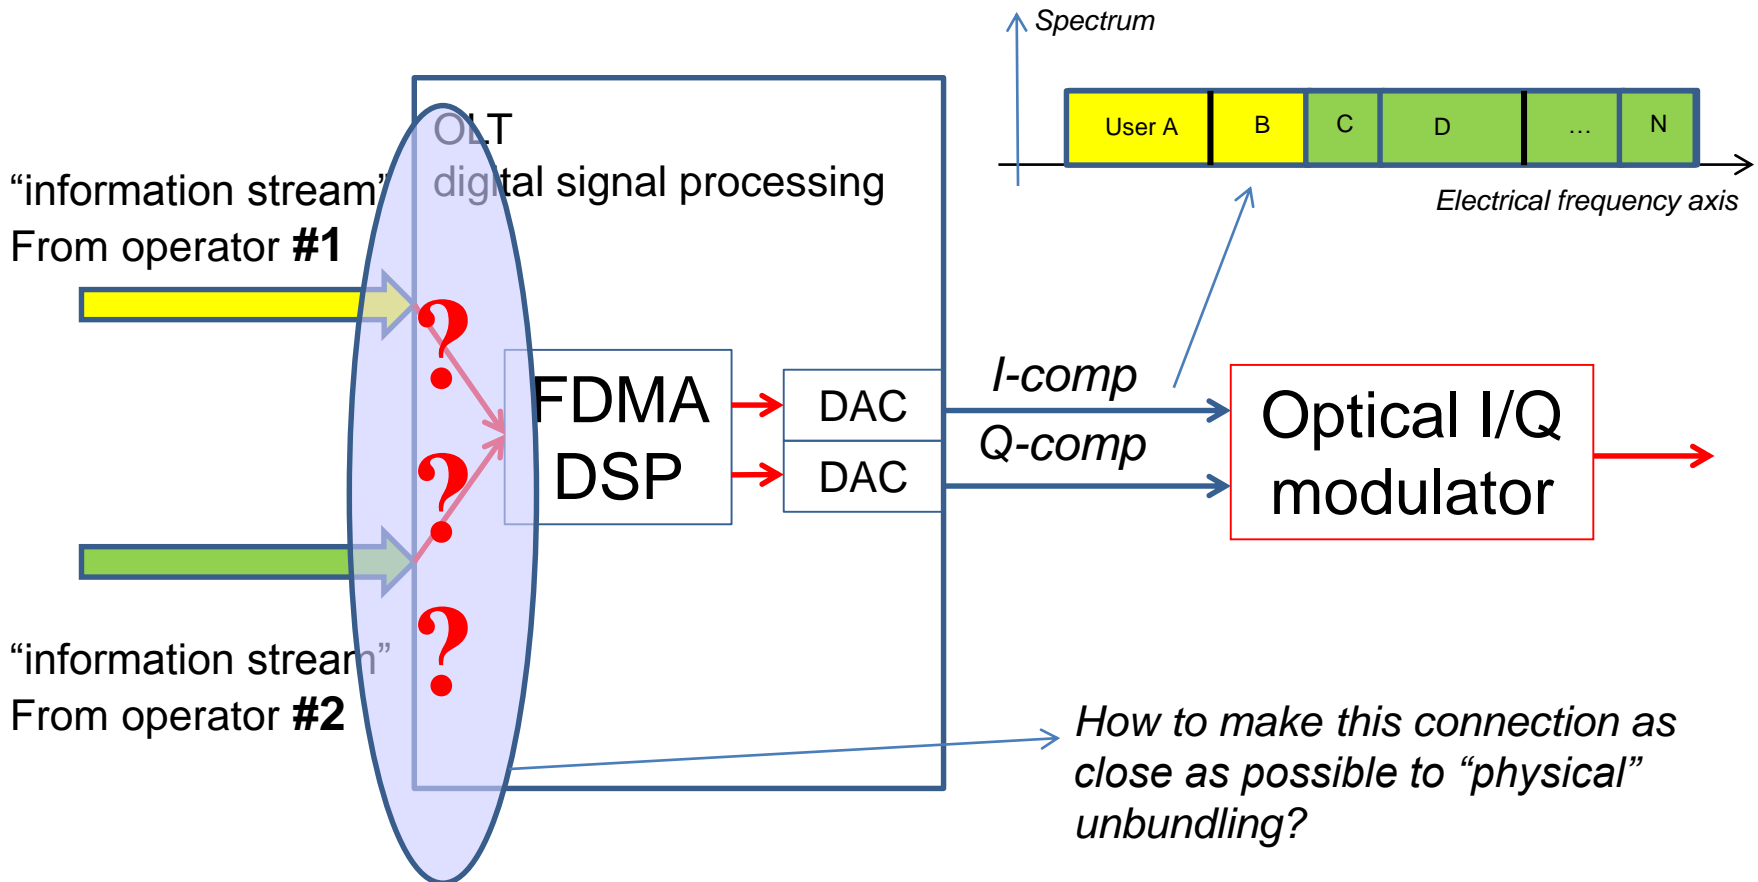 Spectrum
User A
B
C
D
…
N
Electrical frequency axis
OLT
digital signal processing
“information stream”
From operator #1
?
?
?
FDMA
DSP
DAC
DAC
I-comp
Q-comp
Optical I/Q
modulator
“information stream”
From operator #2
How to make this connection as
close as possible to “physical”
unbundling?